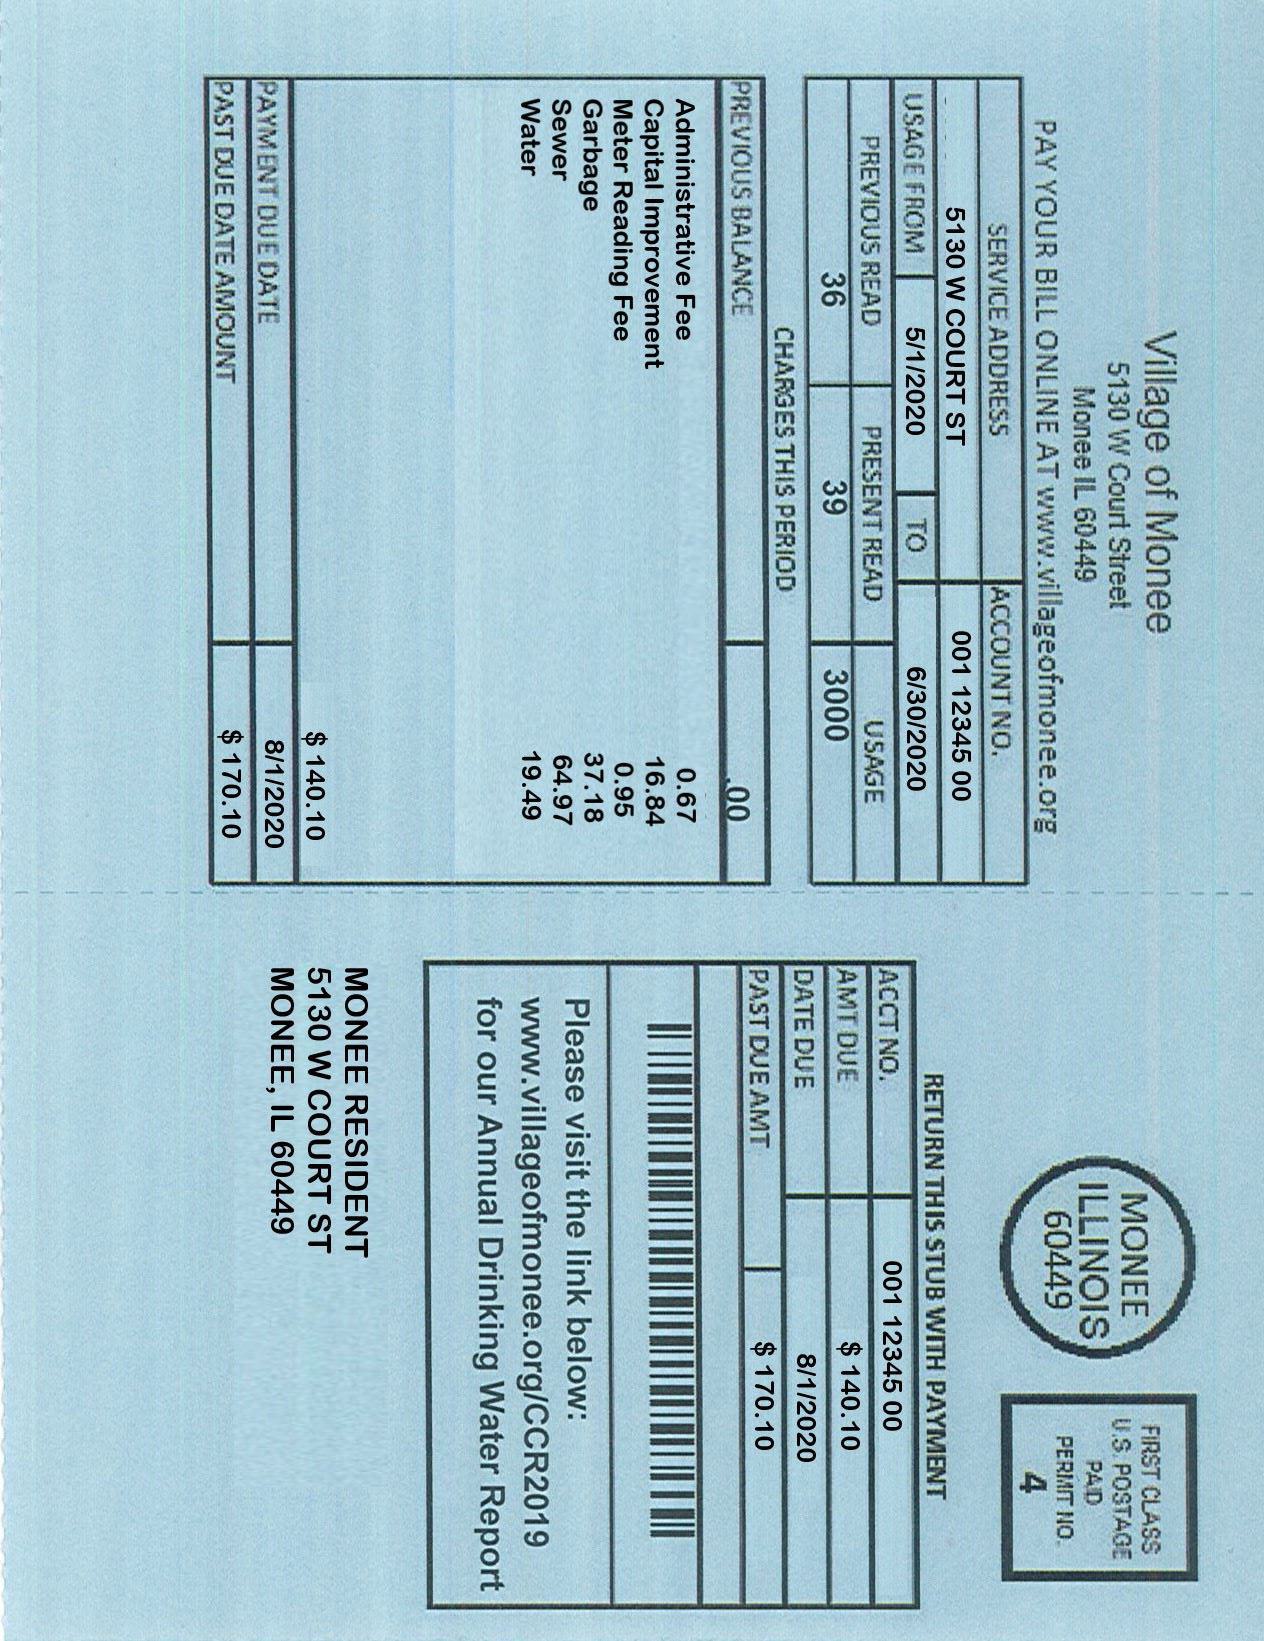 Village of Monee
5130 W Court Street
Monee IL 60449
PAY YOUR BILL ONLINE AT www.villageofmonee.org
SERVICE ADDRESS ACCOUNT NO.
5130 W COURT ST 001 12345 00
USAGE FROM 5/1/2020 TO 6/30/2020
PREVIOUS READ PRESENT READ USAGE
36 39 3000
CHARGES THIS PERIOD
PREVIOUS BALANCE .00
Administrative Fee 0.67
Capital Improvement 16.84
Meter Reading Fee 0.95
Garbage 37.18
Sewer 64.97
Water 19.49
$ 140.10
PAYMENT DUE DATE 8/1/2020
PAST DUE DATE AMOUNT $ 170.10
MONEE
ILLINOIS
60449
FIRST CLASS
U.S. POSTAGE
PAID
PERMIT NO.
4
RETURN THIS STUB WITH PAYMENT
ACCT NO. 001 12345 00
AMT DUE $ 140.10
DATE DUE 8/1/2020
PAST DUE AMT $ 170.10
Please visit the link below:
www.villageofmonee.org/CCR2019
for our Annual Drinking Water Report
MONEE RESIDENT
5130 W COURT ST
MONEE, IL 60449